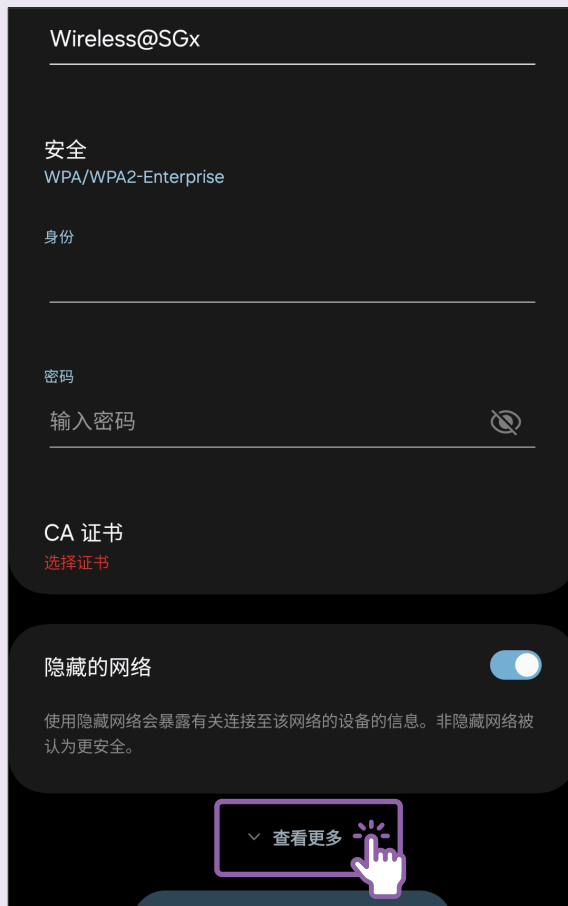 Wireless@SGx
安全
WPA/WPA2-Enterprise
身份
密码
输入密码
CA 证书
选择证书
隐藏的网络
使用隐藏网络会暴露有关连接至该网络的设备的信息。非隐藏网络被
认为更安全。
查看更多